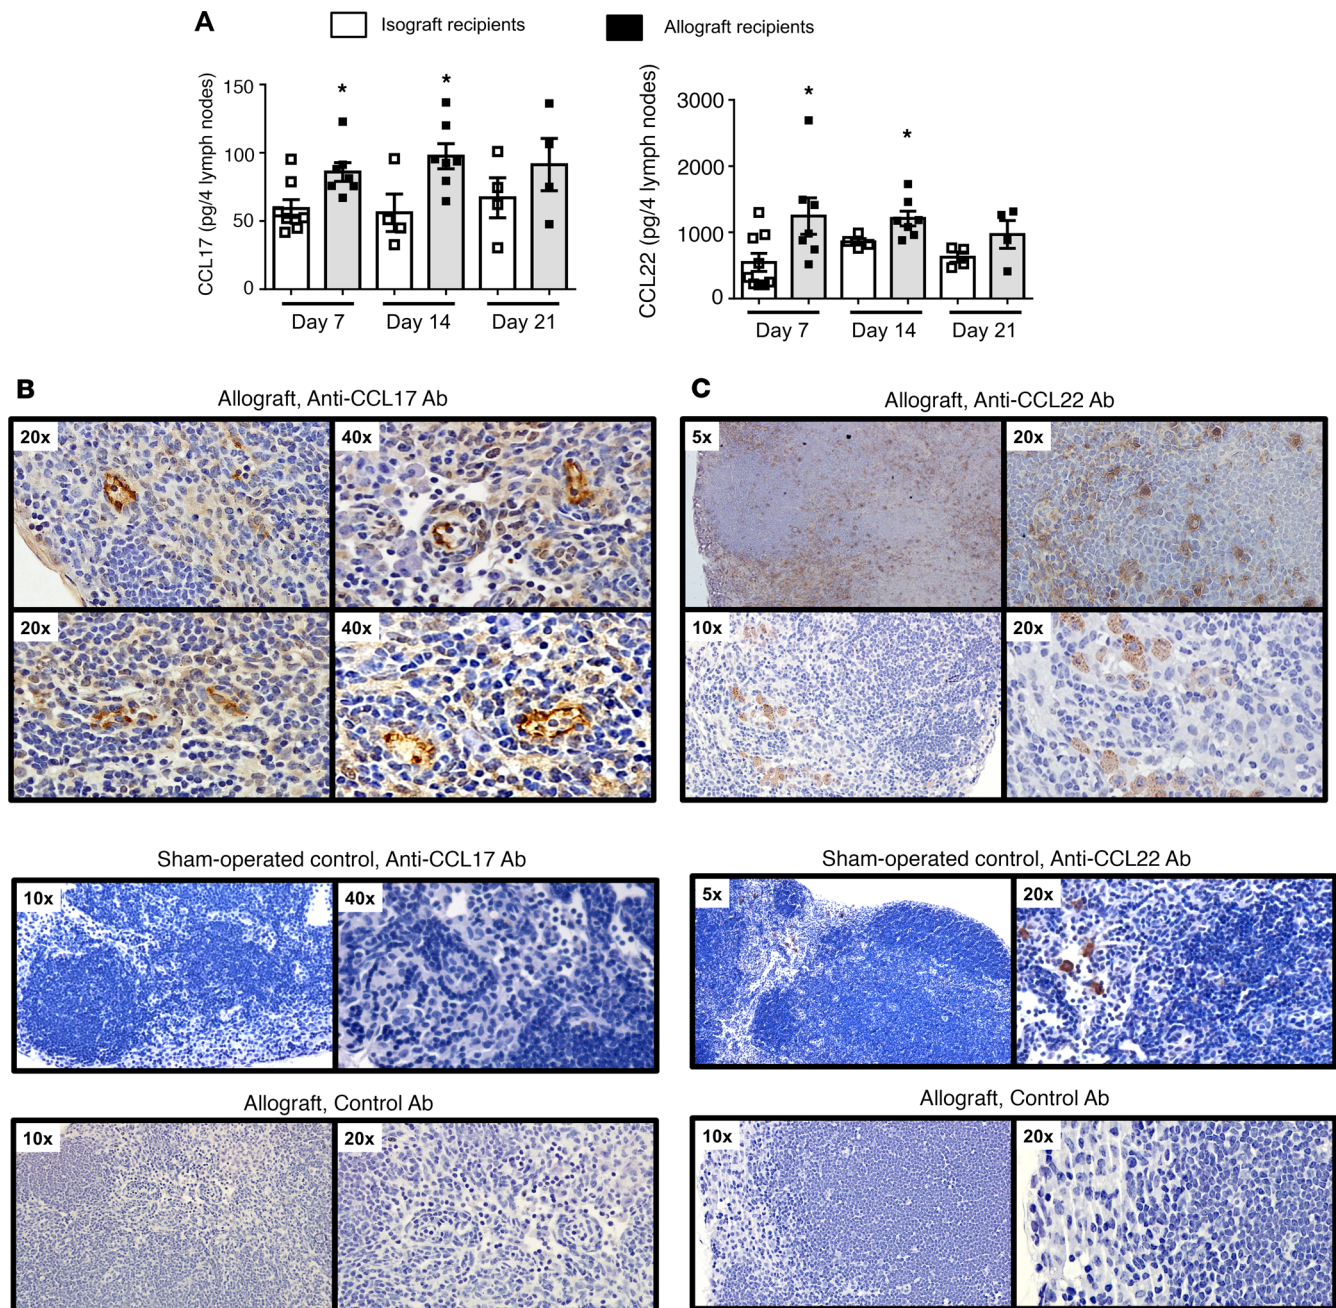 A
Isograft recipients
Allograft recipients
CCL17 (pg/4 lymph nodes)
150
100
50
0
*
*
Day 7
Day 14
Day 21
CCL22 (pg/4 lymph nodes)
3000
2000
1000
0
*
*
Day 7
Day 14
Day 21
B
Allograft, Anti-CCL17 Ab
20x
40x
20x
40x
Sham-operated control, Anti-CCL17 Ab
10x
40x
Allograft, Control Ab
10x
20x
C
Allograft, Anti-CCL22 Ab
5x
20x
10x
20x
Sham-operated control, Anti-CCL22 Ab
5x
20x
Allograft, Control Ab
10x
20x